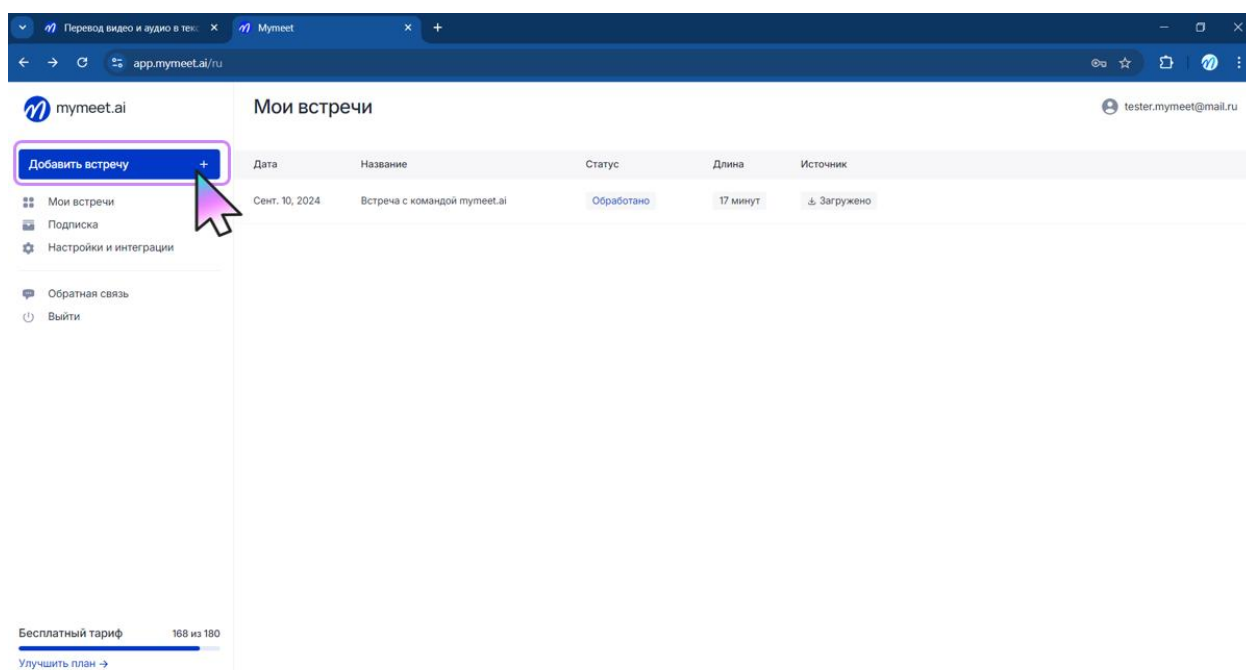 Перевод видео и аудио в текс
Mymeet
app.mymeet.ai/ru
mymeet.ai
Мои встречи
tester.mymeet@mail.ru
Добавить встречу +
Дата Название Статус Длина Источник
Мои встречи
Сент. 10, 2024 Встреча с командой mymeet.ai Обработано 17 минут Загружено
Подписка
Настройки и интеграции
Обратная связь
Выйти
Бесплатный тариф 168 из 180
Улучшить план →